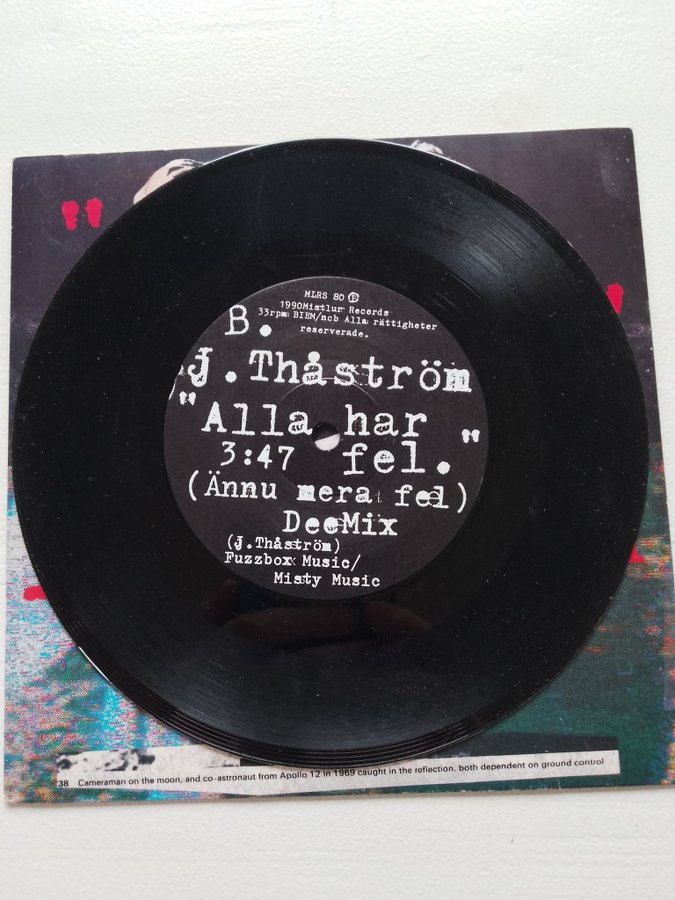 MLRS 80 B
1990Mistlur Records
33rpm BIEM/ncb Alla rättigheter
reserverade.
B.
J.Thåström
"Alla har
3:47 fel."
(Ännu mera fel)
DeeMix
(J.Thåström)
Fuzzbox Music/
Misty Music
38 Cameraman on the moon, and co-astronaut from Apollo 12 in 1969 caught in the reflection, both dependent on ground control